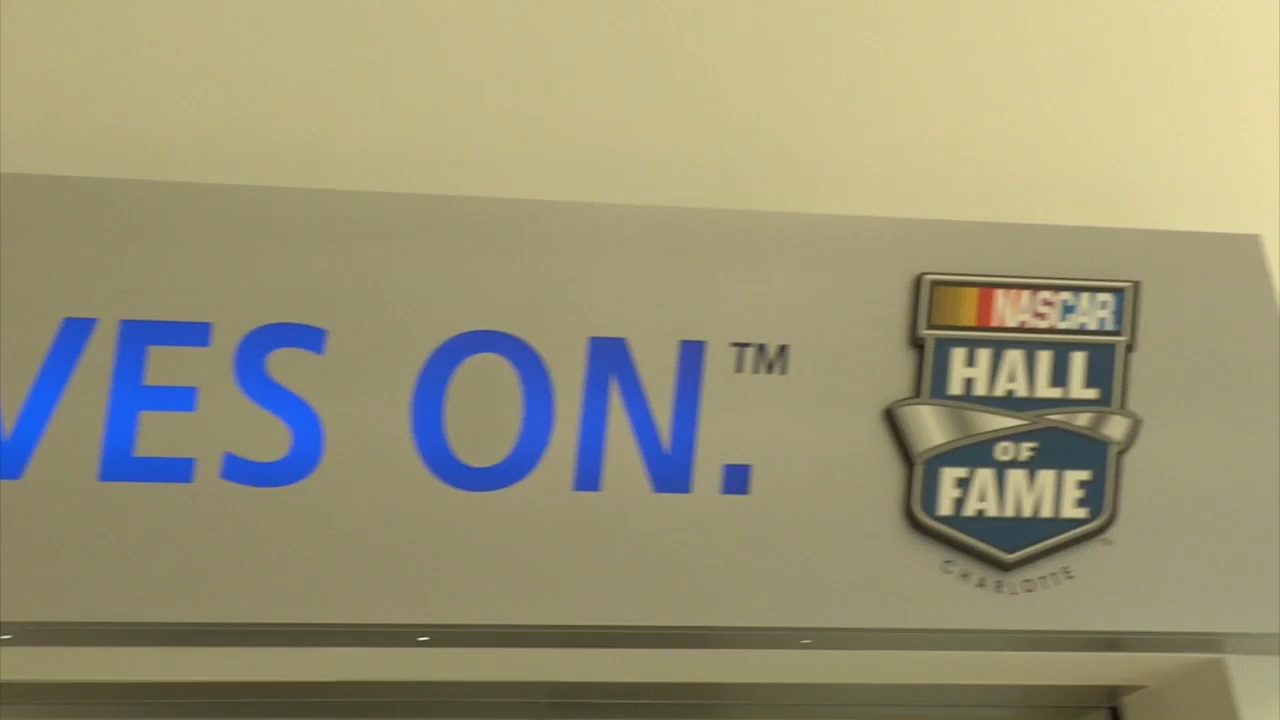 VES ON.™
NASCAR
HALL
OF
FAME
CHARLOTTE